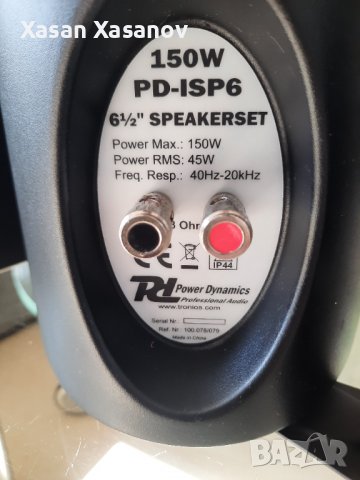 Xasan Xasanov
150W
PD-ISP6
6½" SPEAKERSET
Power Max.: 150W
Power RMS: 45W
Freq. Resp.: 40Hz-20kHz
Ohm
CE
IP44
PD Power Dynamics
Professional Audio
www.tronios.com
Serial Nr:
Ref. Nr: 100.078/079
Made in China
BAZAR